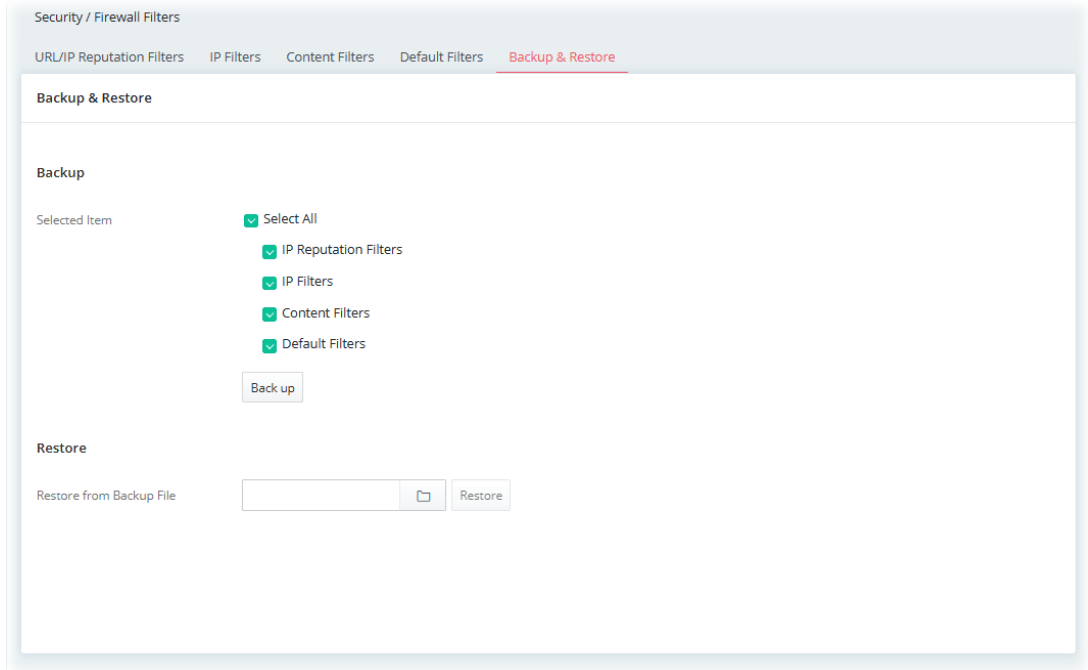 Security / Firewall Filters
URL/IP Reputation Filters IP Filters Content Filters Default Filters Backup & Restore
Backup & Restore
Backup
Selected Item
Select All
IP Reputation Filters
IP Filters
Content Filters
Default Filters
Back up
Restore
Restore from Backup File Restore